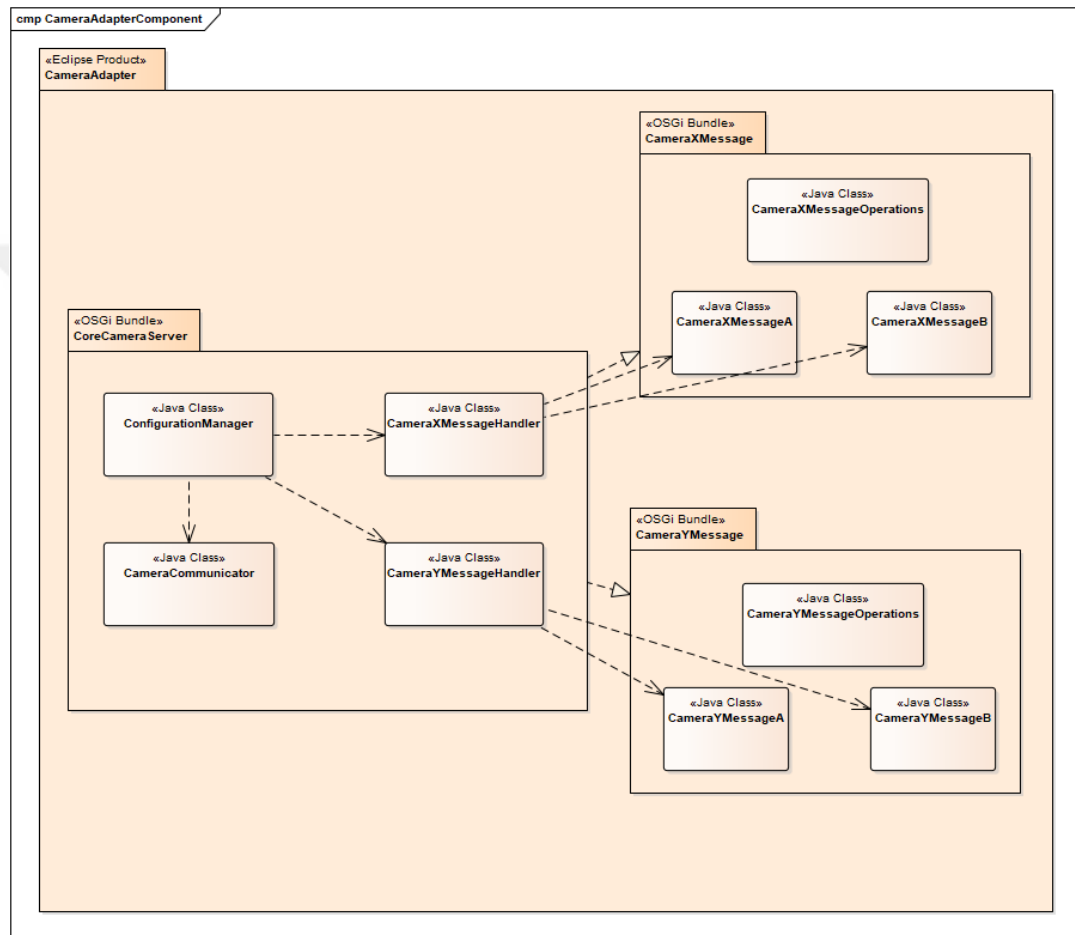 cmp CameraAdapterComponent
«Eclipse Product»
CameraAdapter
«OSGi Bundle»
CameraXMessage
«Java Class»
CameraXMessageOperations
«Java Class»
CameraXMessageA
«Java Class»
CameraXMessageB
«OSGi Bundle»
CoreCameraServer
«Java Class»
ConfigurationManager
«Java Class»
CameraXMessageHandler
«Java Class»
CameraCommunicator
«Java Class»
CameraYMessageHandler
«OSGi Bundle»
CameraYMessage
«Java Class»
CameraYMessageOperations
«Java Class»
CameraYMessageA
«Java Class»
CameraYMessageB